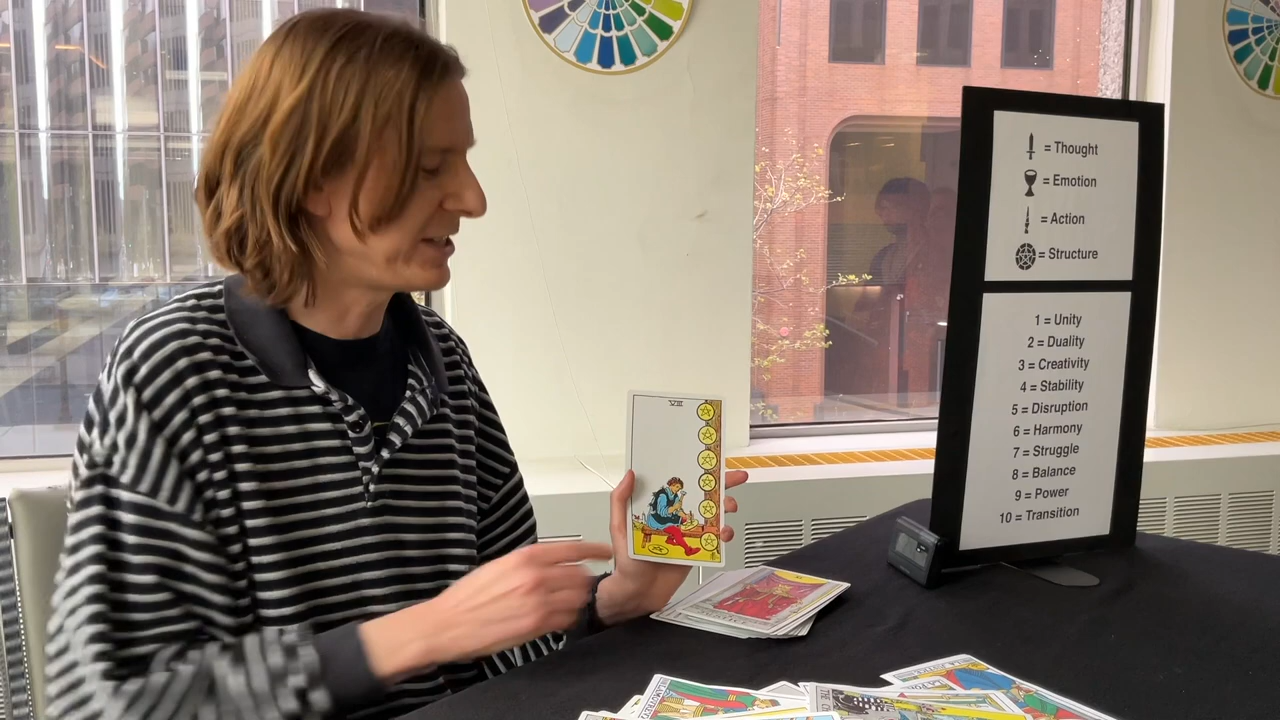 = Thought
= Emotion
= Action
= Structure
1 = Unity
2 = Duality
3 = Creativity
4 = Stability
5 = Disruption
6 = Harmony
7 = Struggle
8 = Balance
9 = Power
10 = Transition
VIII